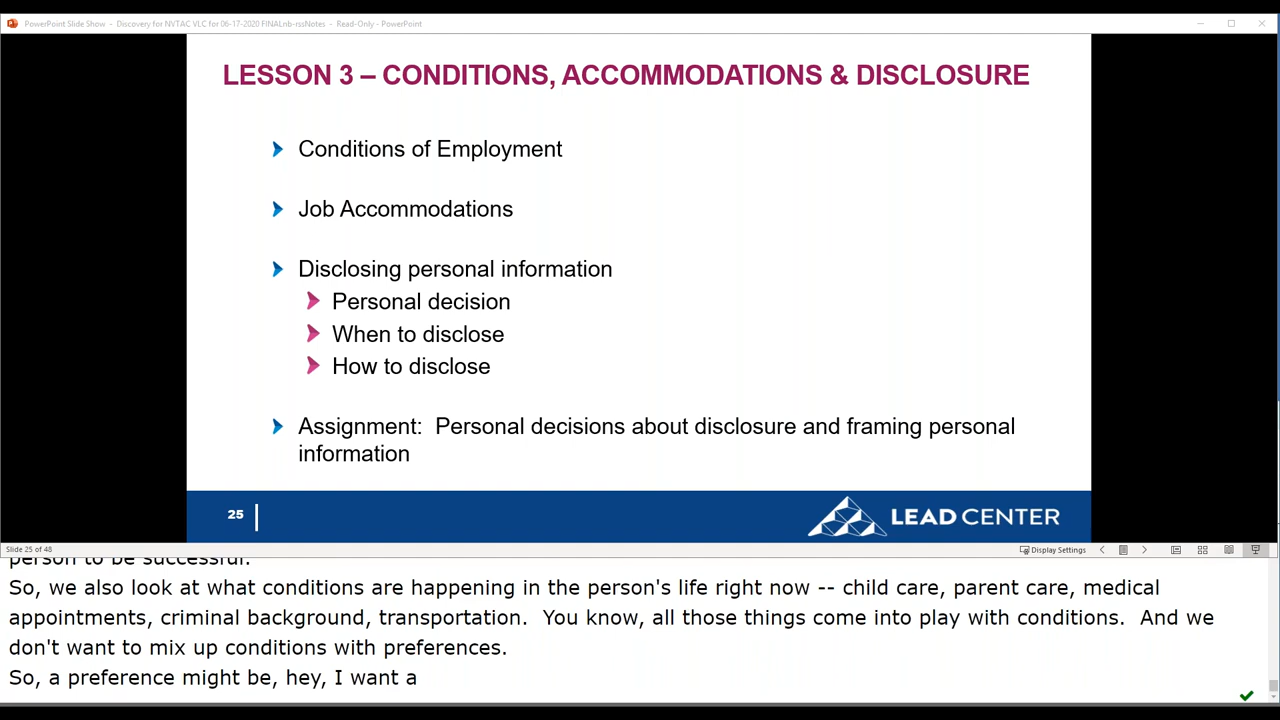 PowerPoint Slide Show - Discovery for NVTAC VLC for 06-17-2020 FINALnb-rssNotes - Read-Only - PowerPoint
LESSON 3 – CONDITIONS, ACCOMMODATIONS & DISCLOSURE
Conditions of Employment
Job Accommodations
Disclosing personal information
Personal decision
When to disclose
How to disclose
Assignment:  Personal decisions about disclosure and framing personal
information
25
LEAD CENTER
Slide 25 of 48
Display Settings
person to be successful.
So, we also look at what conditions are happening in the person's life right now -- child care, parent care, medical
appointments, criminal background, transportation.  You know, all those things come into play with conditions.  And we
don't want to mix up conditions with preferences.
So, a preference might be, hey, I want a